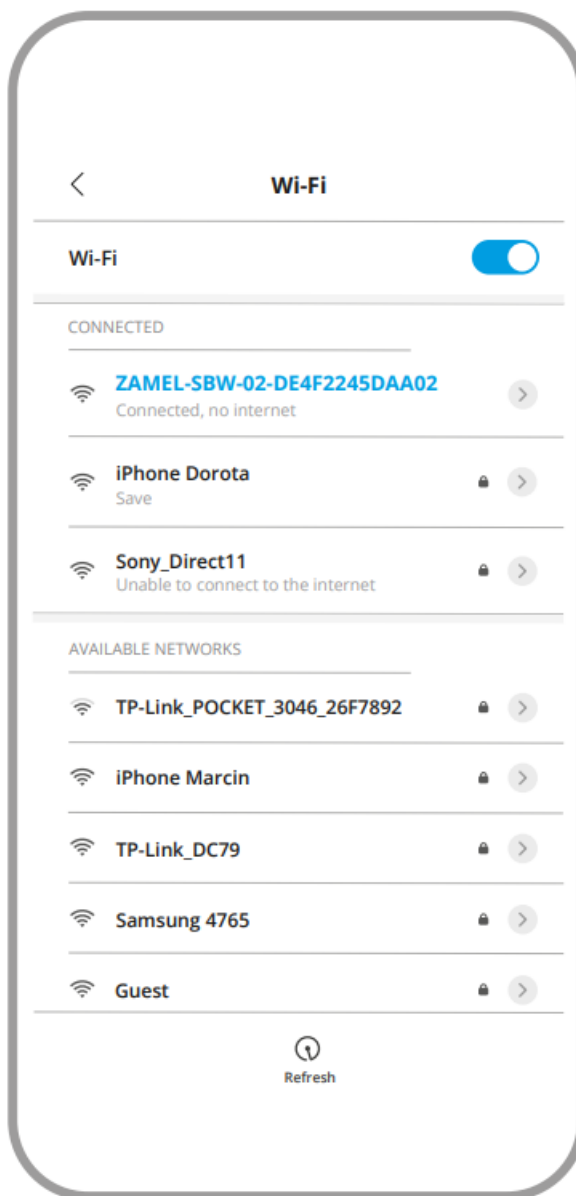 Wi-Fi
Wi-Fi
CONNECTED
ZAMEL-SBW-02-DE4F2245DAA02
Connected, no internet
iPhone Dorota
Save
Sony_Direct11
Unable to connect to the internet
AVAILABLE NETWORKS
TP-Link_POCKET_3046_26F7892
iPhone Marcin
TP-Link_DC79
Samsung 4765
Guest
Refresh